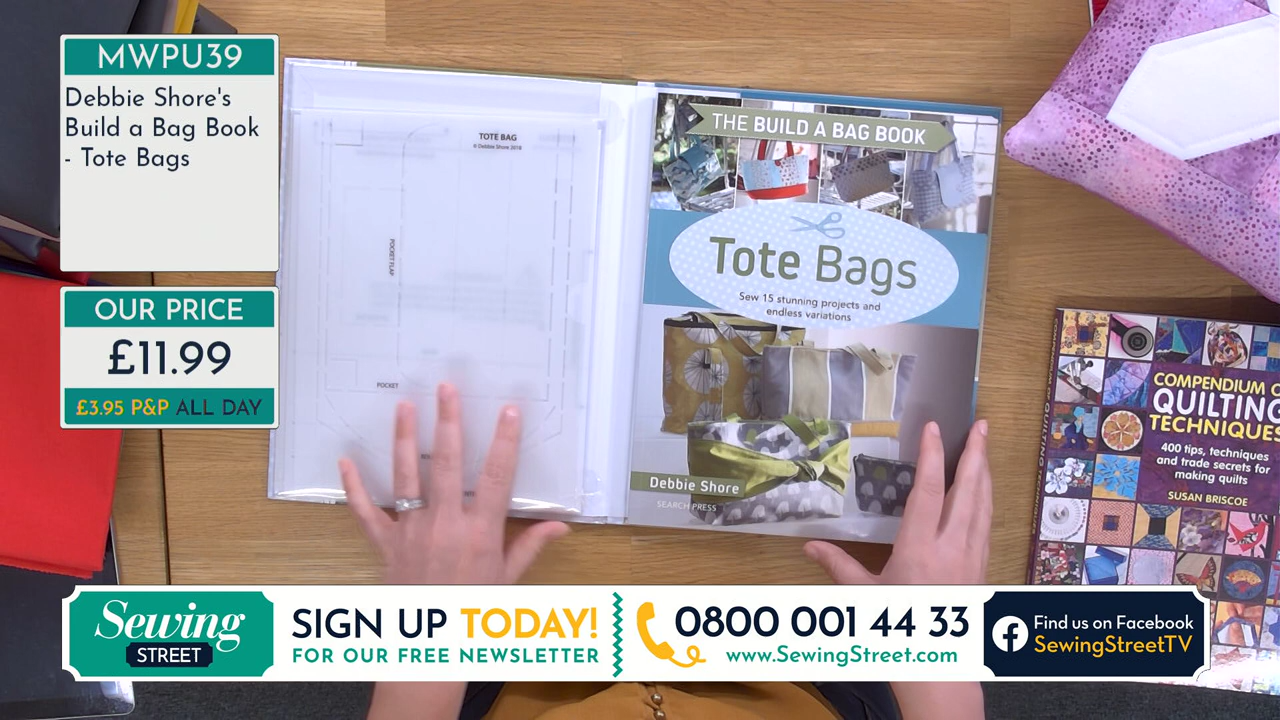 MWPU39
Debbie Shore's
Build a Bag Book
- Tote Bags
OUR PRICE
£11.99
£3.95 P&P ALL DAY
TOTE BAG
© Debbie Shore 2018
POCKET FLAP
POCKET
THE BUILD A BAG BOOK
Tote Bags
Sew 15 stunning projects and
endless variations
Debbie Shore
SEARCH PRESS
COMPENDIUM
QUILTING
TECHNIQUES
400 tips, techniques
and trade secrets for
making quilts
SUSAN BRISCOE
Sewing
STREET
SIGN UP TODAY!
FOR OUR FREE NEWSLETTER
0800 001 44 33
www.SewingStreet.com
Find us on Facebook
SewingStreetTV